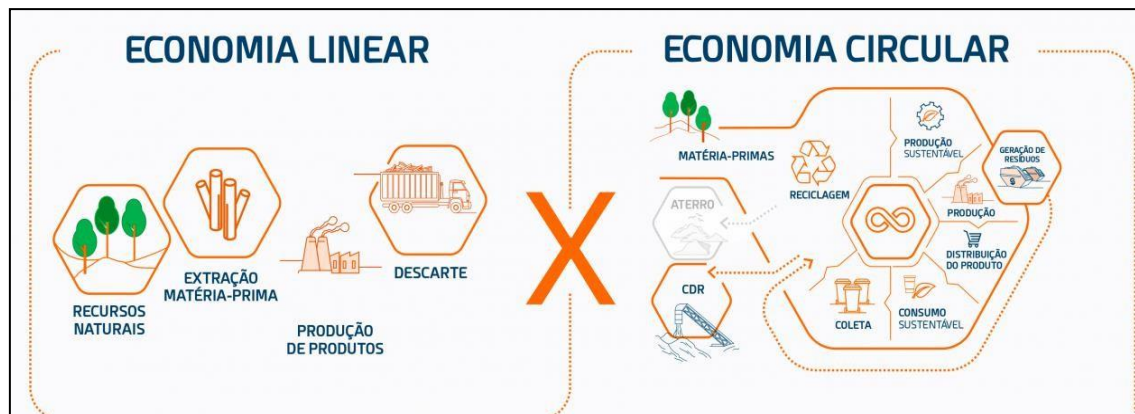 ECONOMIA LINEAR
RECURSOS
NATURAIS
EXTRAÇÃO
MATÉRIA-PRIMA
PRODUÇÃO
DE PRODUTOS
DESCARTE
X
ECONOMIA CIRCULAR
MATÉRIA-PRIMAS
RECICLAGEM
PRODUÇÃO
SUSTENTÁVEL
GERAÇÃO DE
RESÍDUOS
PRODUÇÃO
DISTRIBUIÇÃO
DO PRODUTO
CONSUMO
SUSTENTÁVEL
COLETA
ATERRO
CDR